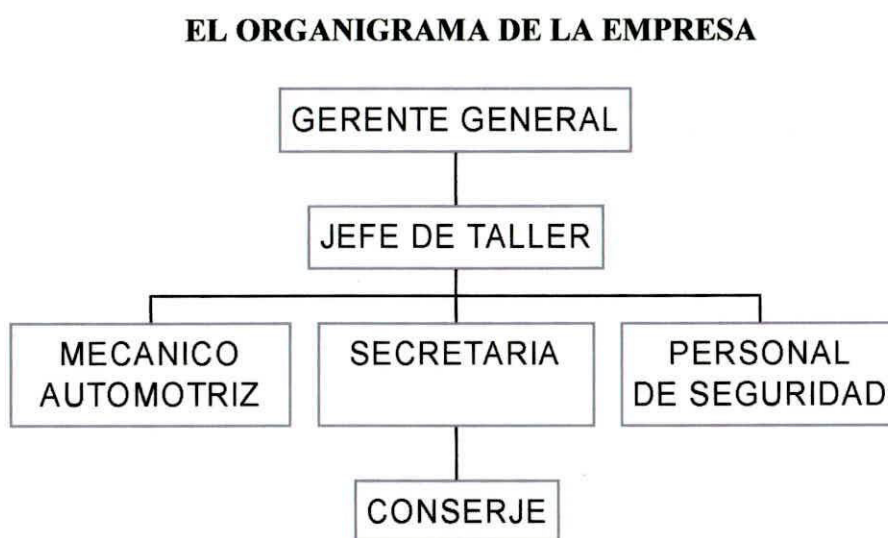 EL ORGANIGRAMA DE LA EMPRESA
GERENTE GENERAL
JEFE DE TALLER
MECANICO
AUTOMOTRIZ
SECRETARIA
PERSONAL
DE SEGURIDAD
CONSERJE